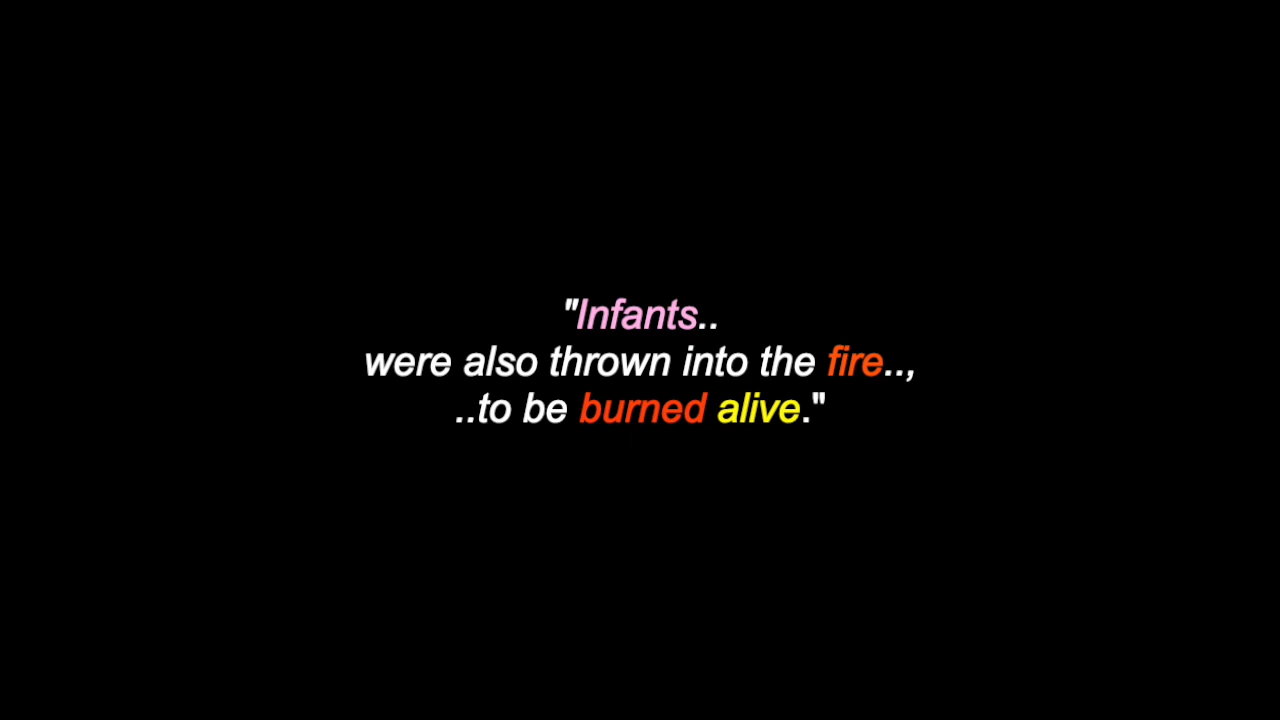 "Infants..
were also thrown into the fire..,
..to be burned alive."